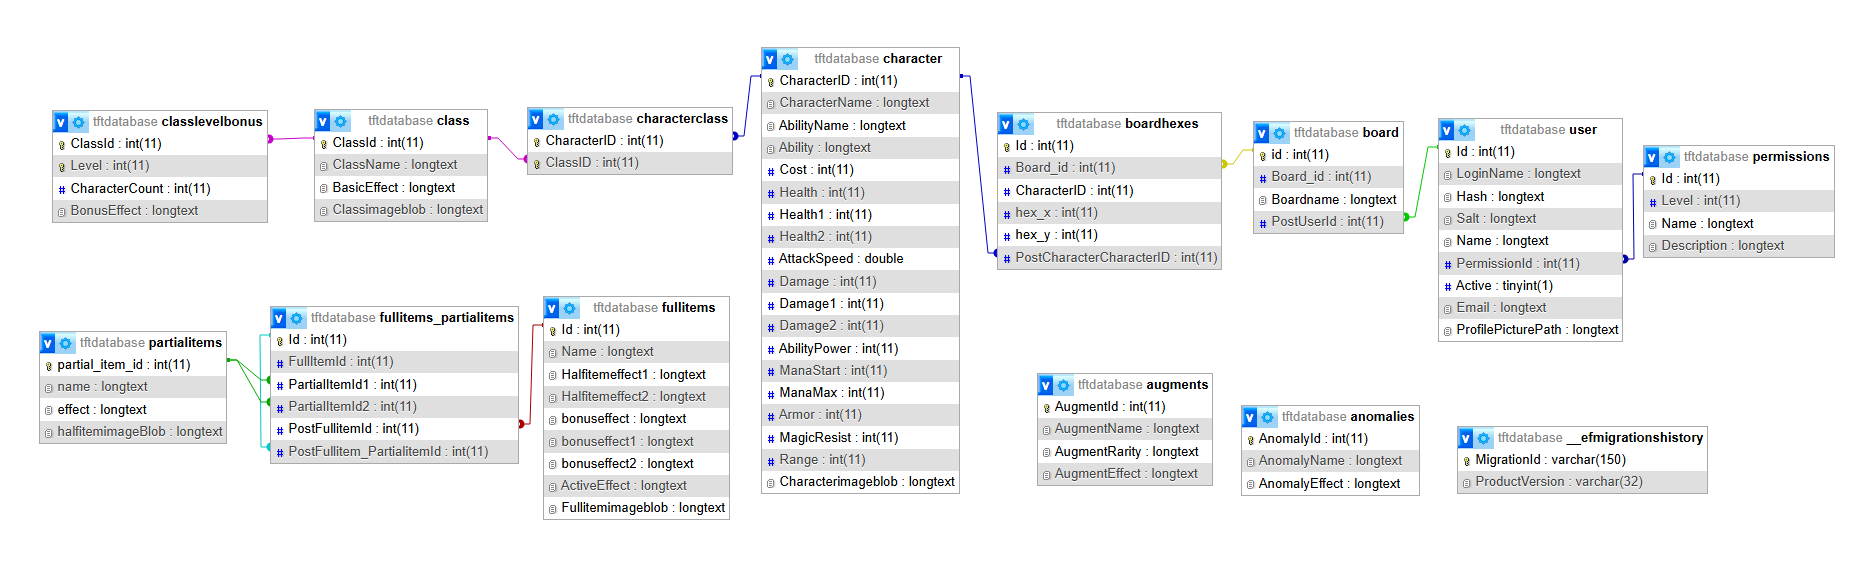 tftdatabase classlevelbonus
ClassId : int(11)
Level : int(11)
CharacterCount : int(11)
BonusEffect : longtext
tftdatabase class
ClassId : int(11)
ClassName : longtext
BasicEffect : longtext
Classimageblob : longtext
tftdatabase characterclass
CharacterID : int(11)
ClassID : int(11)
tftdatabase character
CharacterID : int(11)
CharacterName : longtext
AbilityName : longtext
Ability : longtext
Cost : int(11)
Health : int(11)
Health1 : int(11)
Health2 : int(11)
AttackSpeed : double
Damage : int(11)
Damage1 : int(11)
Damage2 : int(11)
AbilityPower : int(11)
ManaStart : int(11)
ManaMax : int(11)
Armor : int(11)
MagicResist : int(11)
Range : int(11)
Characterimageblob : longtext
tftdatabase boardhexes
Id : int(11)
Board_id : int(11)
CharacterID : int(11)
hex_x : int(11)
hex_y : int(11)
PostCharacterCharacterID : int(11)
tftdatabase board
id : int(11)
Board_id : int(11)
Boardname : longtext
PostUserId : int(11)
tftdatabase user
Id : int(11)
LoginName : longtext
Hash : longtext
Salt : longtext
Name : longtext
PermissionId : int(11)
Active : tinyint(1)
Email : longtext
ProfilePicturePath : longtext
tftdatabase permissions
Id : int(11)
Level : int(11)
Name : longtext
Description : longtext
tftdatabase partialitems
partial_item_id : int(11)
name : longtext
effect : longtext
halfitemimageBlob : longtext
tftdatabase fullitems_partialitems
Id : int(11)
FullItemId : int(11)
PartialItemId1 : int(11)
PartialItemId2 : int(11)
PostFullitemId : int(11)
PostFullitem_PartialitemId : int(11)
tftdatabase fullitems
Id : int(11)
Name : longtext
Halfitemeffect1 : longtext
Halfitemeffect2 : longtext
bonuseffect : longtext
bonuseffect1 : longtext
bonuseffect2 : longtext
ActiveEffect : longtext
Fullitemimageblob : longtext
tftdatabase augments
AugmentId : int(11)
AugmentName : longtext
AugmentRarity : longtext
AugmentEffect : longtext
tftdatabase anomalies
AnomalyId : int(11)
AnomalyName : longtext
AnomalyEffect : longtext
tftdatabase __efmigrationshistory
MigrationId : varchar(150)
ProductVersion : varchar(32)